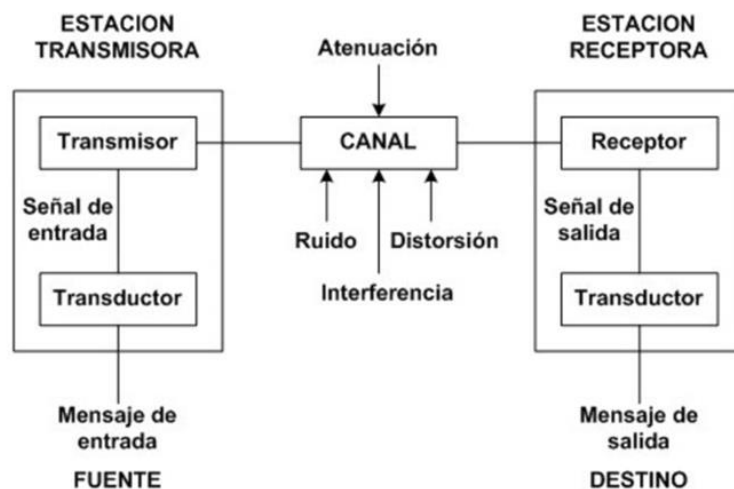 ESTACION
TRANSMISORA
Atenuación
ESTACION
RECEPTORA
Transmisor
CANAL
Receptor
Señal de
entrada
Ruido
Distorsión
Interferencia
Señal de
salida
Transductor
Transductor
Mensaje de
entrada
Mensaje de
salida
FUENTE
DESTINO